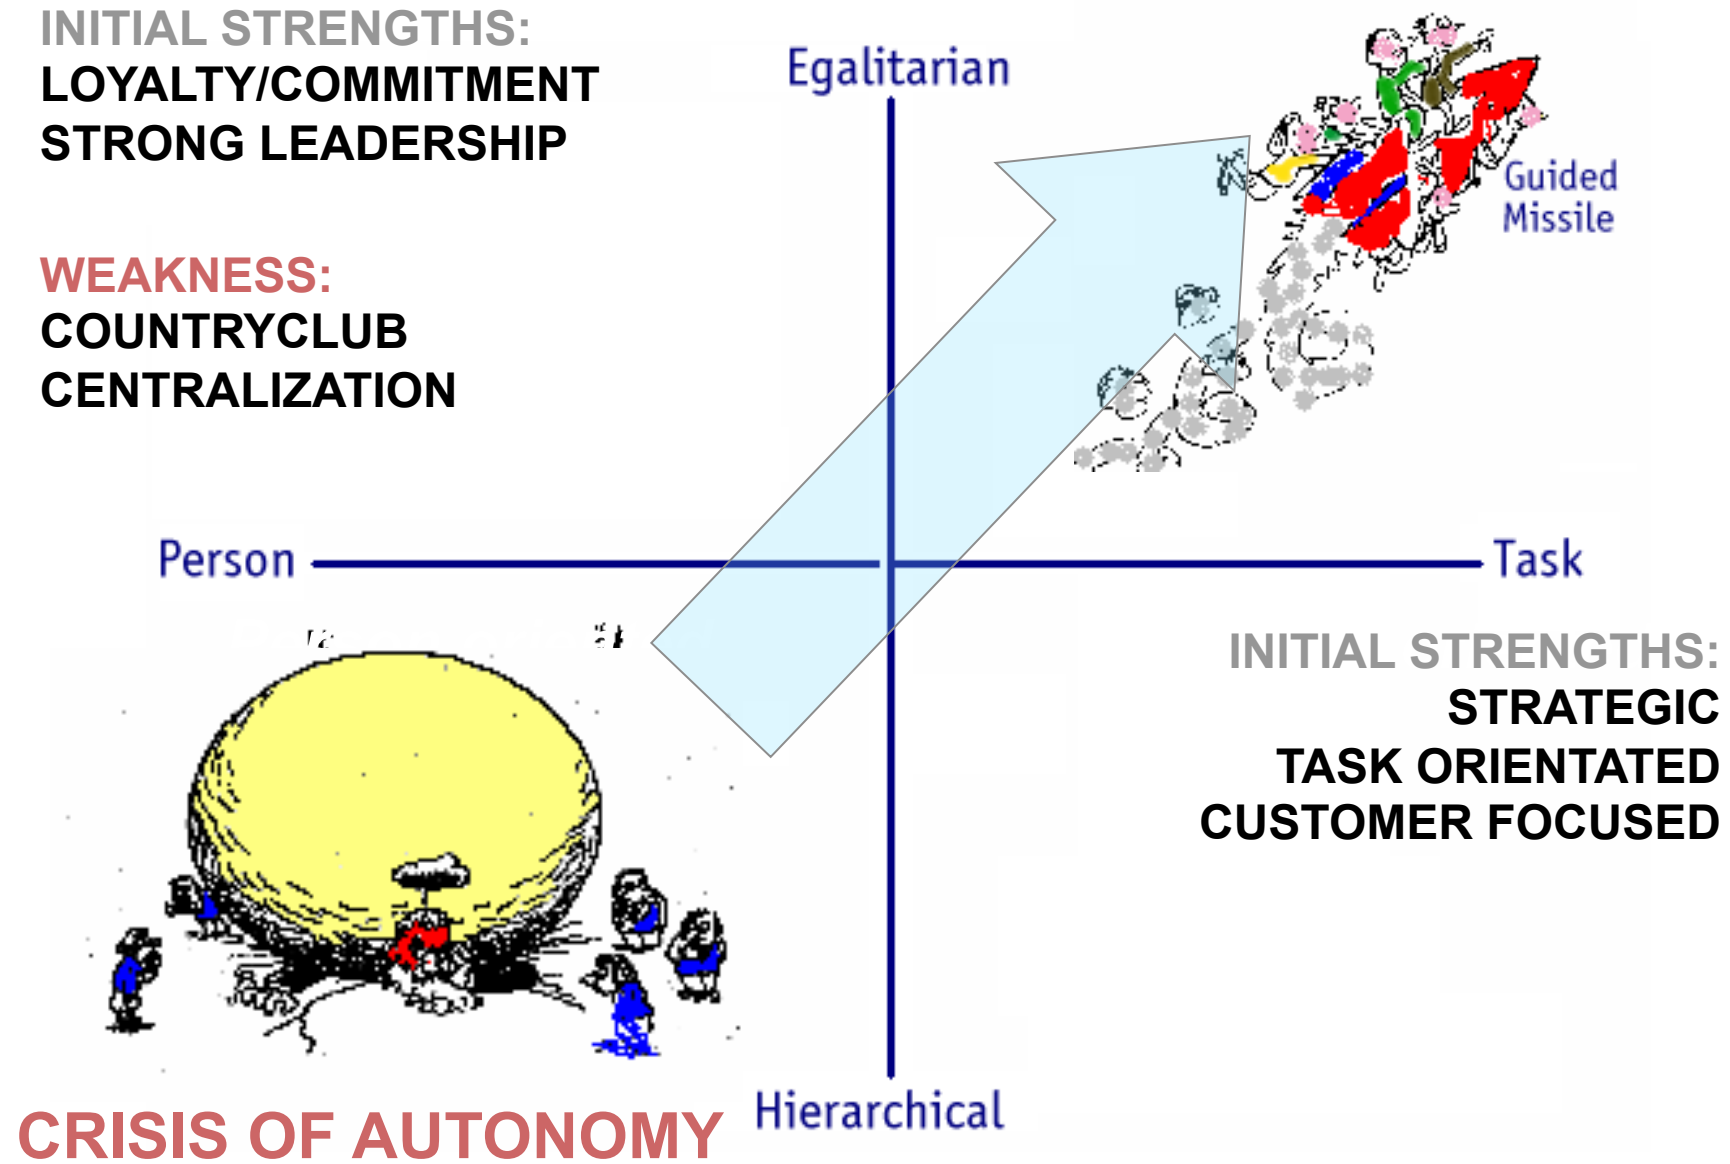 INITIAL STRENGTHS:
LOYALTY/COMMITMENT
STRONG LEADERSHIP
WEAKNESS:
COUNTRYCLUB
CENTRALIZATION
Egalitarian
Guided
Missile
Person
Task
INITIAL STRENGTHS:
STRATEGIC
TASK ORIENTATED
CUSTOMER FOCUSED
Hierarchical
CRISIS OF AUTONOMY